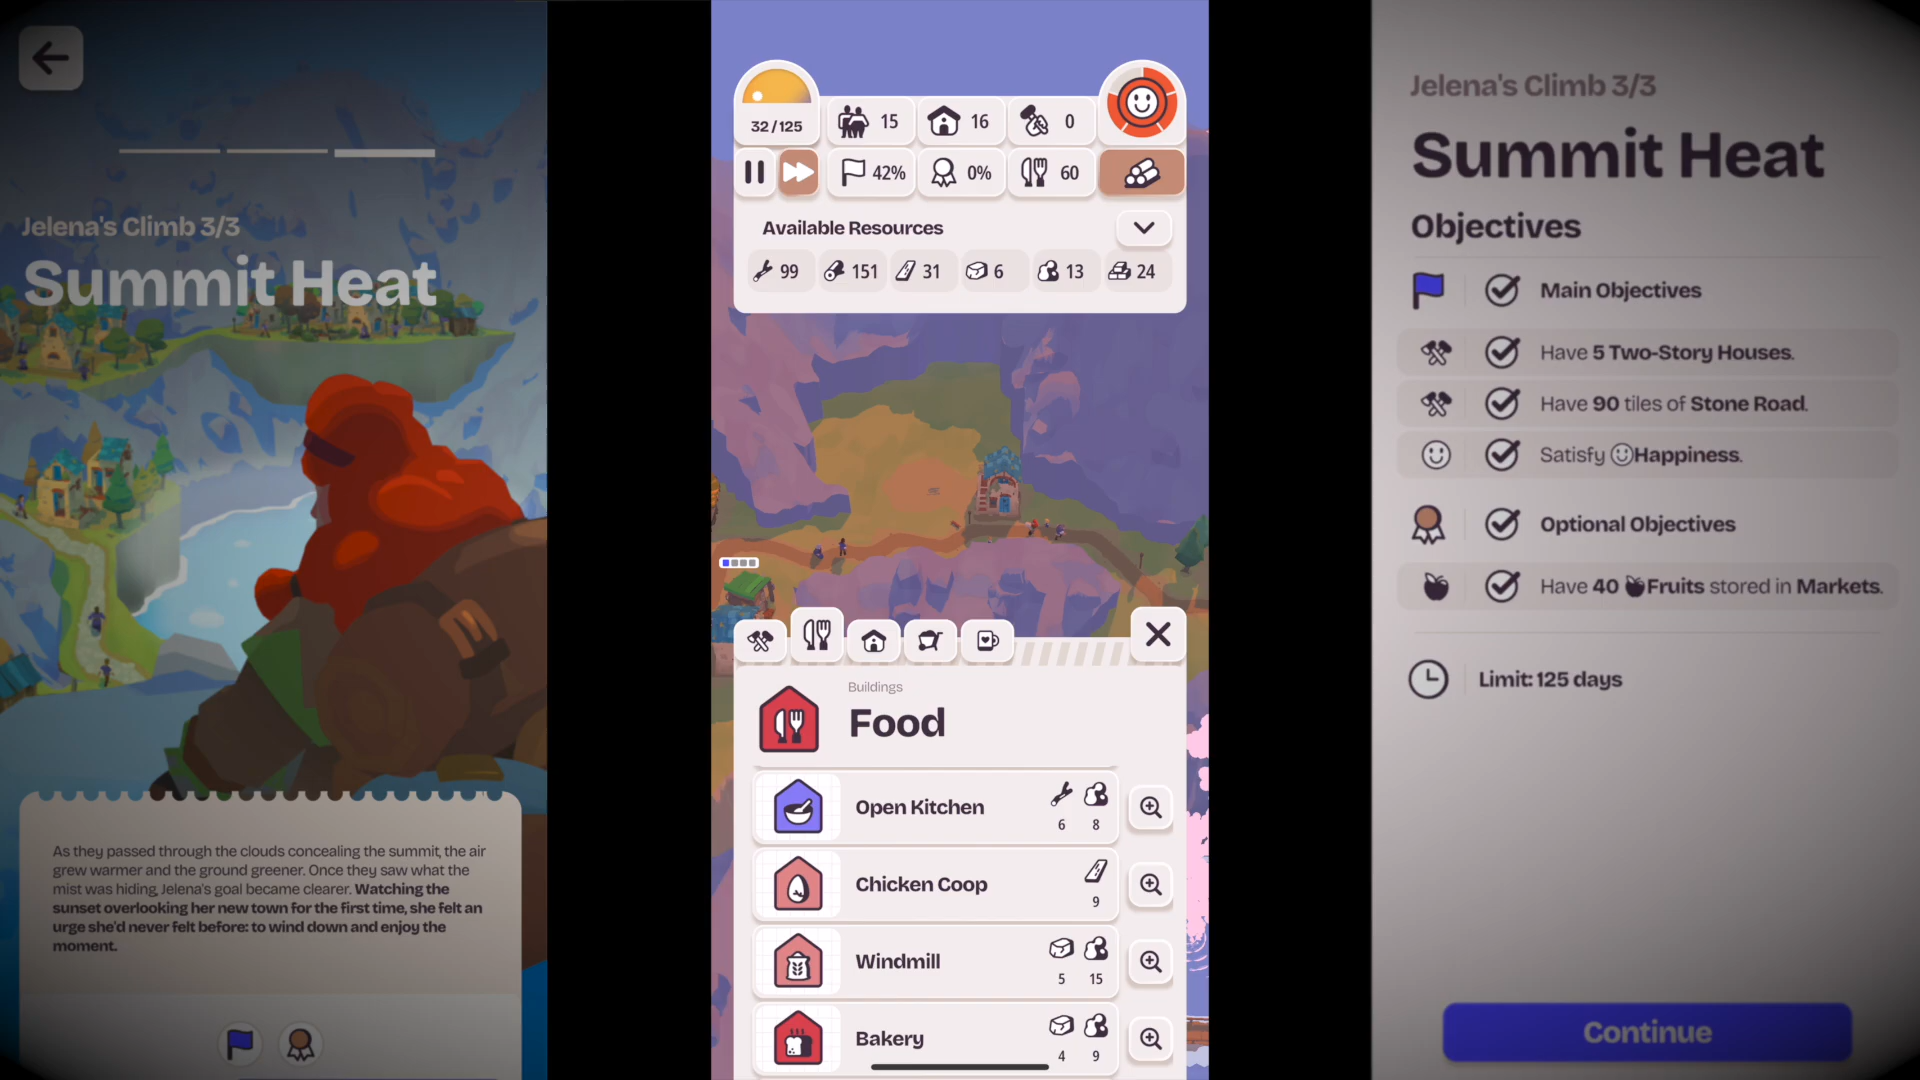 Jelena's Climb 3/3
Summit Heat
As they passed through the clouds concealing the summit, the air
grew warmer and the ground greener. Once they saw what the
mist was hiding, Jelena's goal became clearer. Watching the
sunset overlooking her new town for the first time, she felt an
urge she'd never felt before: to wind down and enjoy the
moment.
32/125
15
16
0
42%
0%
60
Available Resources
99
151
31
6
13
24
Buildings
Food
Open Kitchen
6
8
Chicken Coop
9
Windmill
5
15
Bakery
4
9
Jelena's Climb 3/3
Summit Heat
Objectives
Main Objectives
Have 5 Two-Story Houses.
Have 90 tiles of Stone Road.
Satisfy Happiness.
Optional Objectives
Have 40 Fruits stored in Markets.
Limit: 125 days
Continue